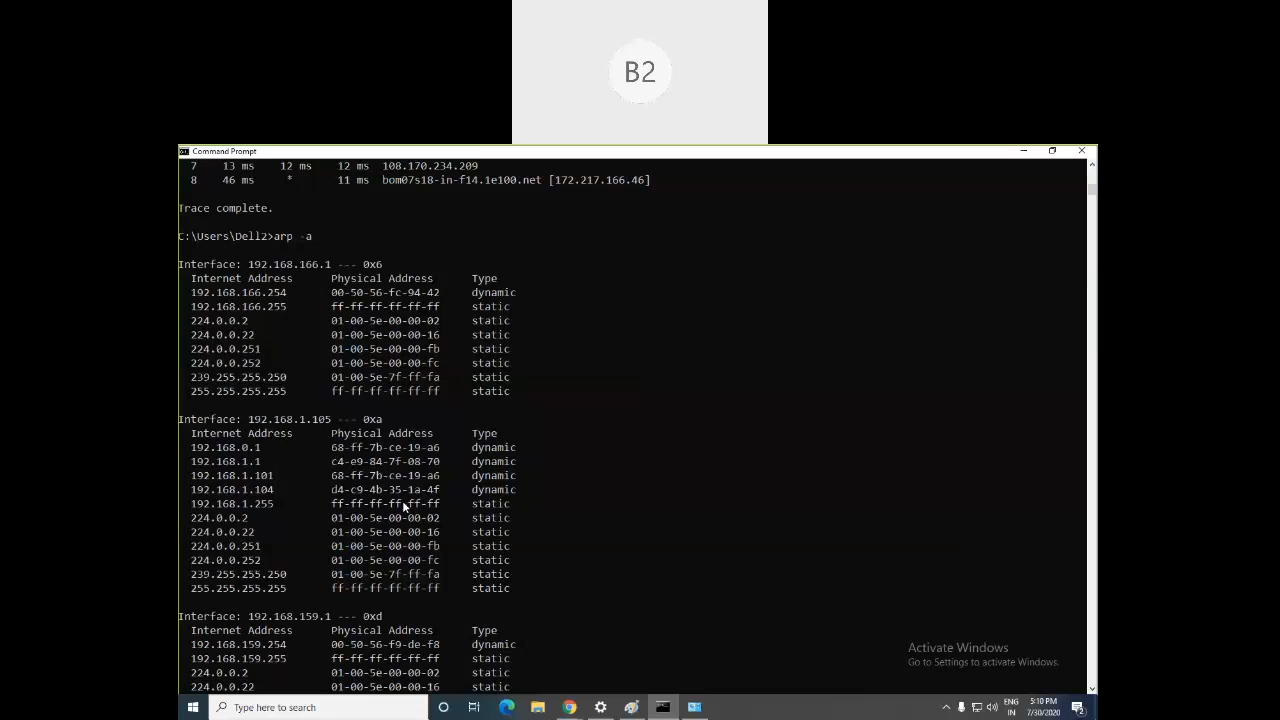 B2
Command Prompt
7 13 ms 12 ms 12 ms 108.170.234.209
8 46 ms * 11 ms bom07s18-in-f14.1e100.net [172.217.166.46]
Trace complete.
C:\Users\Dell2>arp -a
Interface: 192.168.166.1 --- 0x6
Internet Address Physical Address Type
192.168.166.254 00-50-56-fc-94-42 dynamic
192.168.166.255 ff-ff-ff-ff-ff-ff static
224.0.0.2 01-00-5e-00-00-02 static
224.0.0.22 01-00-5e-00-00-16 static
224.0.0.251 01-00-5e-00-00-fb static
224.0.0.252 01-00-5e-00-00-fc static
239.255.255.250 01-00-5e-7f-ff-fa static
255.255.255.255 ff-ff-ff-ff-ff-ff static
Interface: 192.168.1.105 --- 0xa
Internet Address Physical Address Type
192.168.0.1 68-ff-7b-ce-19-a6 dynamic
192.168.1.1 c4-e9-84-7f-08-70 dynamic
192.168.1.101 68-ff-7b-ce-19-a6 dynamic
192.168.1.104 d4-c9-4b-35-1a-4f dynamic
192.168.1.255 ff-ff-ff-ff-ff-ff static
224.0.0.2 01-00-5e-00-00-02 static
224.0.0.22 01-00-5e-00-00-16 static
224.0.0.251 01-00-5e-00-00-fb static
224.0.0.252 01-00-5e-00-00-fc static
239.255.255.250 01-00-5e-7f-ff-fa static
255.255.255.255 ff-ff-ff-ff-ff-ff static
Interface: 192.168.159.1 --- 0xd
Internet Address Physical Address Type
192.168.159.254 00-50-56-f9-de-f8 dynamic
192.168.159.255 ff-ff-ff-ff-ff-ff static
224.0.0.2 01-00-5e-00-00-02 static
224.0.0.22 01-00-5e-00-00-16 static
Activate Windows
Go to Settings to activate Windows.
Type here to search
ENG 5:10 PM
IN 7/30/2020
2